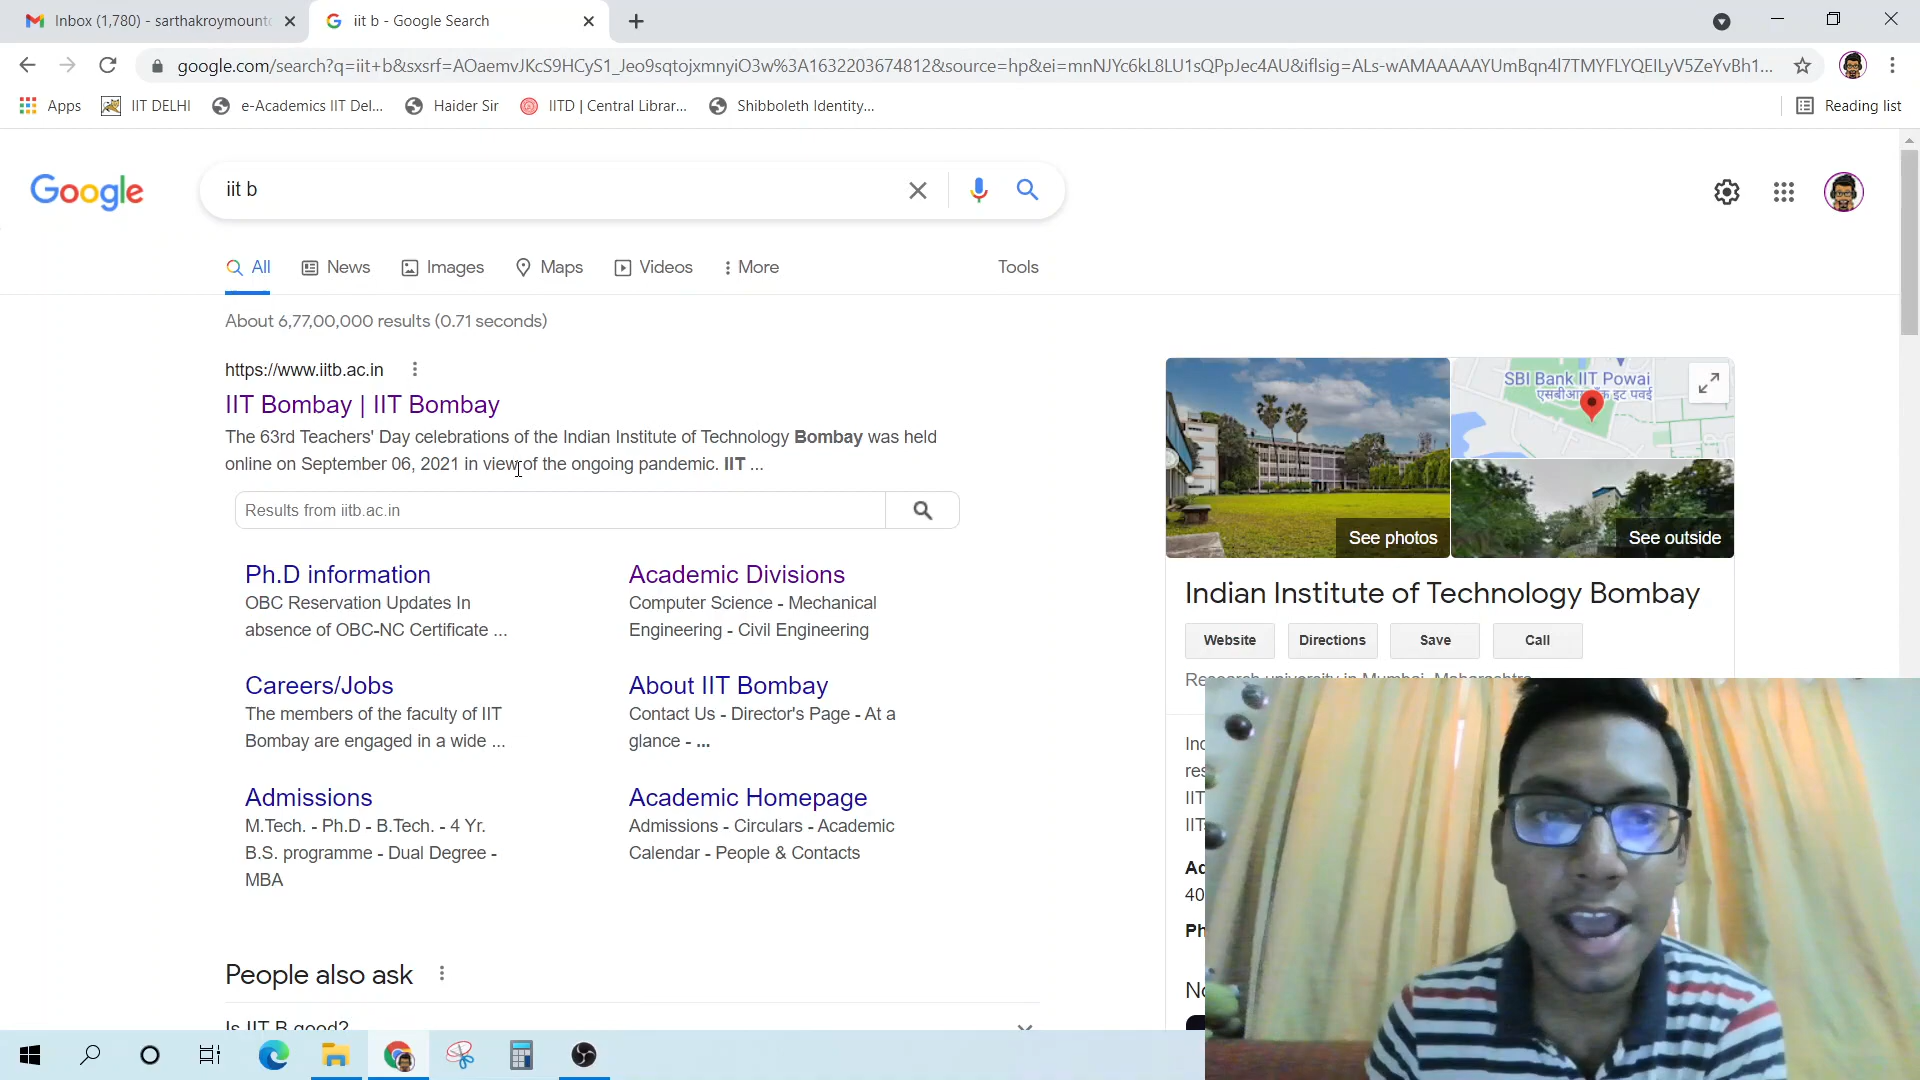 Inbox (1,780) - sarthakroymount
iit b - Google Search
google.com/search?q=iit+b&sxsrf=AOaemvJKcS9HCyS1_Jeo9sqtojxmnyiO3w%3A1632203674812&source=hp&ei=mnNJYc6kL8LU1sQPpJec4AU&iflsig=ALs-wAMAAAAAYUmBqn4l7TMYFLYQEILyV5ZeYvBh1...
Apps
IIT DELHI
e-Academics IIT Del...
Haider Sir
IITD | Central Librar...
Shibboleth Identity...
Reading list
Google
iit b
All
News
Images
Maps
Videos
More
Tools
About 6,77,00,000 results (0.71 seconds)
https://www.iitb.ac.in
IIT Bombay | IIT Bombay
The 63rd Teachers' Day celebrations of the Indian Institute of Technology Bombay was held
online on September 06, 2021 in view of the ongoing pandemic. IIT ...
Results from iitb.ac.in
Ph.D information
OBC Reservation Updates In
absence of OBC-NC Certificate ...
Academic Divisions
Computer Science - Mechanical
Engineering - Civil Engineering
Careers/Jobs
The members of the faculty of IIT
Bombay are engaged in a wide ...
About IIT Bombay
Contact Us - Director's Page - At a
glance - ...
Admissions
M.Tech. - Ph.D - B.Tech. - 4 Yr.
B.S. programme - Dual Degree -
MBA
Academic Homepage
Admissions - Circulars - Academic
Calendar - People & Contacts
People also ask
Is IIT B good?
SBI Bank IIT Powai
See photos
See outside
Indian Institute of Technology Bombay
Website
Directions
Save
Call
Research university in Mumbai, Maharashtra
IIT